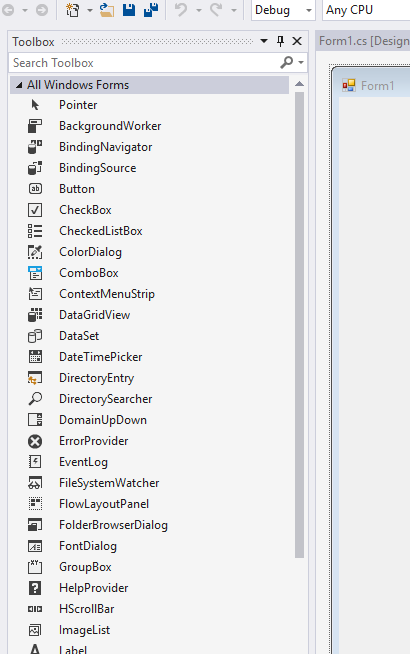 Debug
Any CPU
Toolbox
Form1.cs [Design
Search Toolbox
All Windows Forms
Form1
Pointer
BackgroundWorker
BindingNavigator
BindingSource
ab
Button
CheckBox
CheckedListBox
ColorDialog
ComboBox
ContextMenuStrip
DataGridView
DataSet
DateTimePicker
DirectoryEntry
DirectorySearcher
DomainUpDown
ErrorProvider
EventLog
FileSystemWatcher
FlowLayoutPanel
FolderBrowserDialog
FontDialog
XY
GroupBox
?
HelpProvider
HScrollBar
ImageList
A
Label